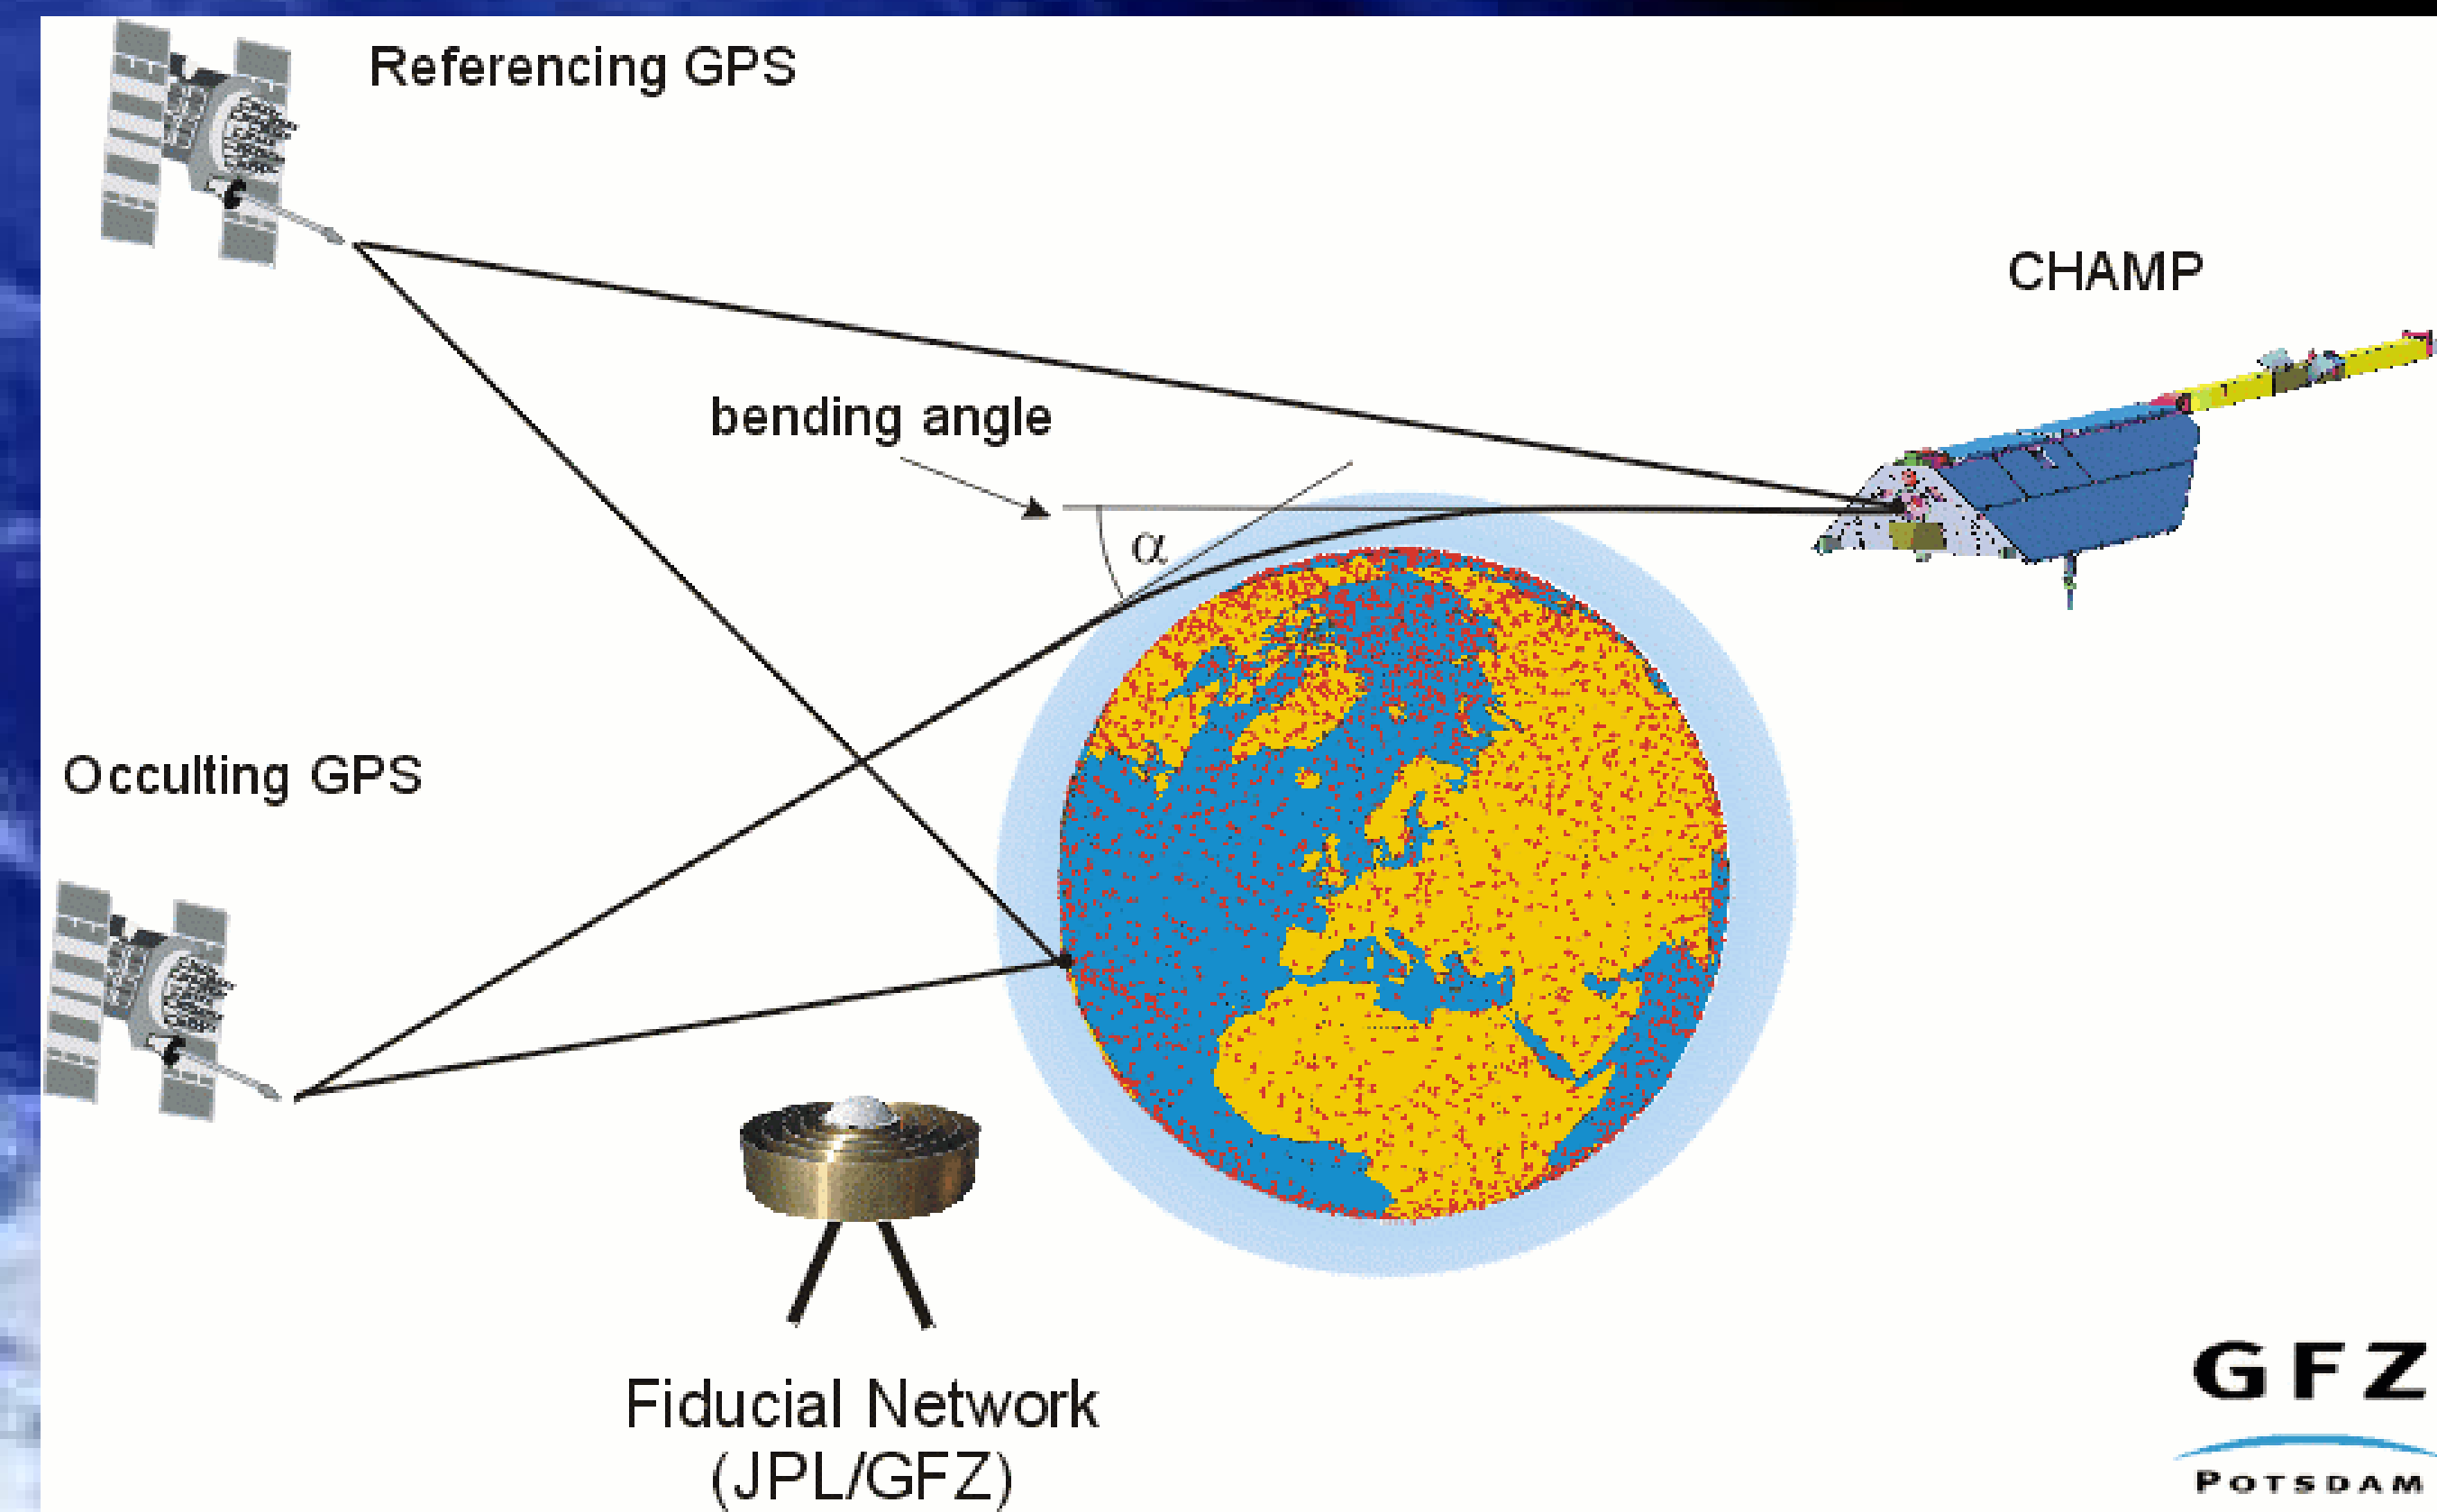 Referencing GPS
CHAMP
bending angle
α
Occulting GPS
Fiducial Network
(JPL/GFZ)
GFZ
POTSDAM